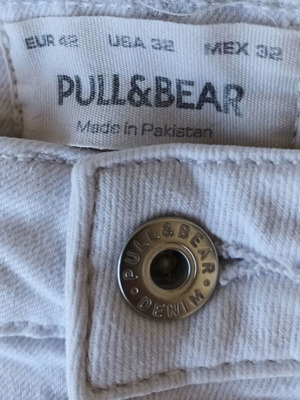 EUR 42 USA 32 MEX 32
PULL&BEAR
Made in Pakistan
PULL&BEAR • DENIM •